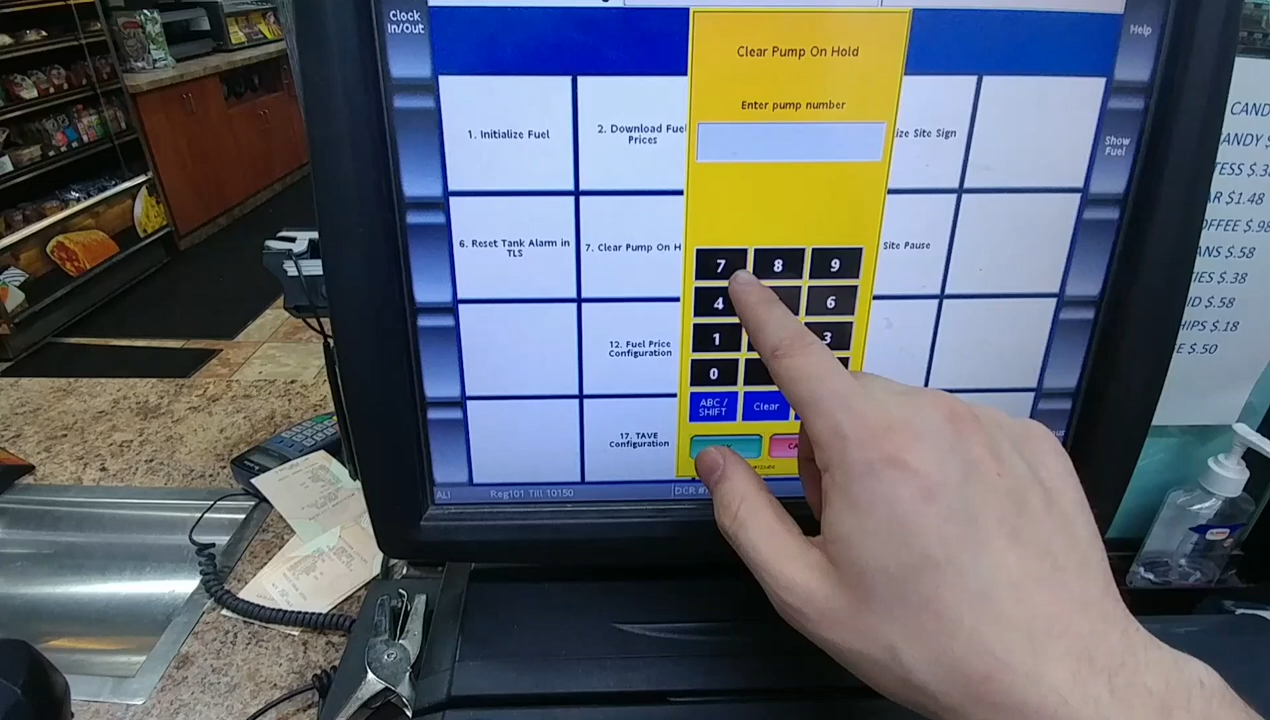 Clock
In/Out
Help
Show
Fuel
Clear Pump On Hold
Enter pump number
1. Initialize Fuel
2. Download Fuel
Prices
ize Site Sign
6. Reset Tank Alarm in
TLS
7. Clear Pump On H
Site Pause
12. Fuel Price
Configuration
17. TAVE
Configuration
7
8
9
4
6
1
3
0
ABC /
SHIFT
Clear
CA
Reg101 Till 10150
DCR
CAND
ANDY $
TESS $.3
AR $1.48
OFFEE $.98
ANS $.58
IES $.38
ID $.58
HIPS $.18
E $.50